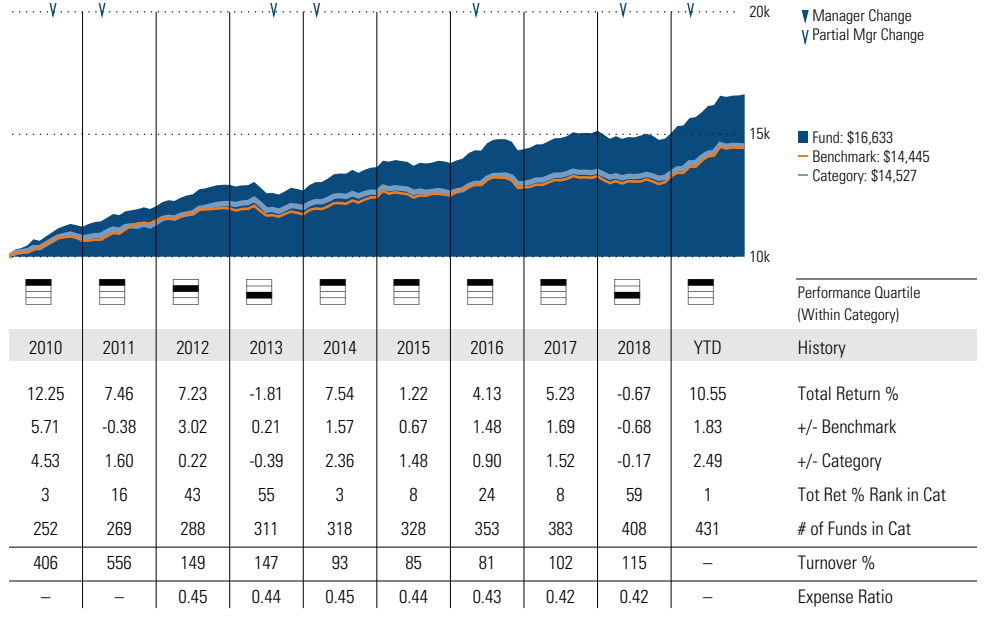 20k
15k
10k
Manager Change
Partial Mgr Change
Fund: $16,633
Benchmark: $14,445
Category: $14,527
Performance Quartile
(Within Category)
2010 2011 2012 2013 2014 2015 2016 2017 2018 YTD History
12.25 7.46 7.23 -1.81 7.54 1.22 4.13 5.23 -0.67 10.55 Total Return %
5.71 -0.38 3.02 0.21 1.57 0.67 1.48 1.69 -0.68 1.83 +/- Benchmark
4.53 1.60 0.22 -0.39 2.36 1.48 0.90 1.52 -0.17 2.49 +/- Category
3 16 43 55 3 8 24 8 59 1 Tot Ret % Rank in Cat
252 269 288 311 318 328 353 383 408 431 # of Funds in Cat
406 556 149 147 93 85 81 102 115 – Turnover %
– – 0.45 0.44 0.45 0.44 0.43 0.42 0.42 – Expense Ratio